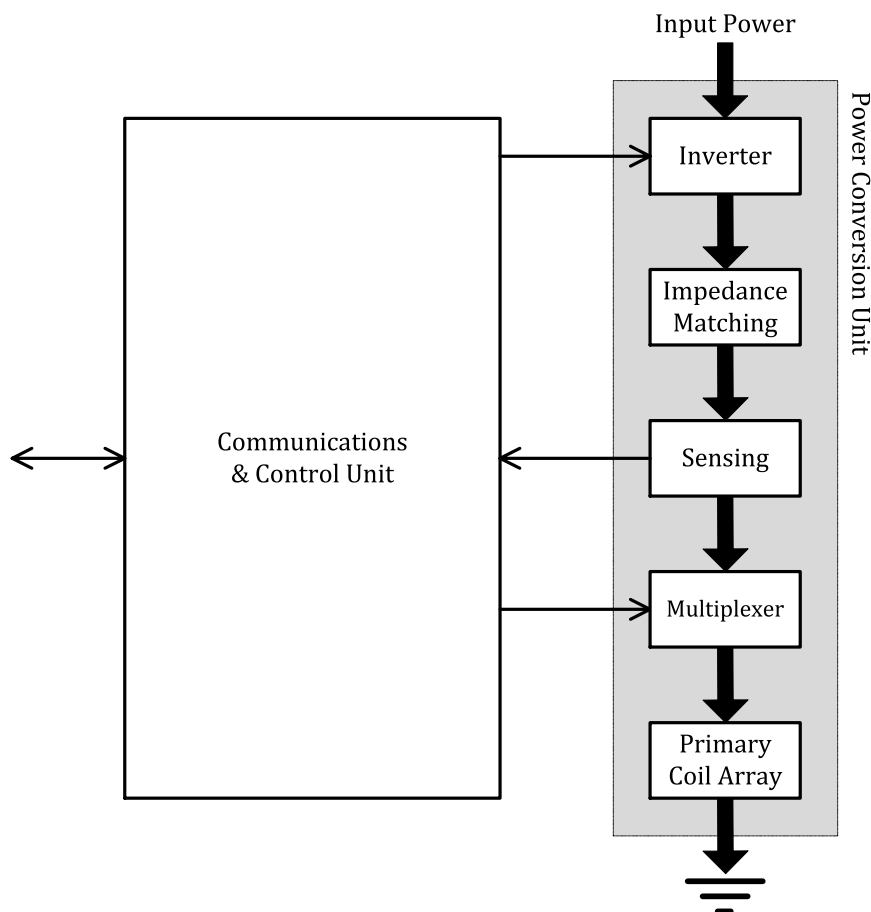 Input Power
Power Conversion Unit
Inverter
Impedance
Matching
Communications
& Control Unit
Sensing
Multiplexer
Primary
Coil Array